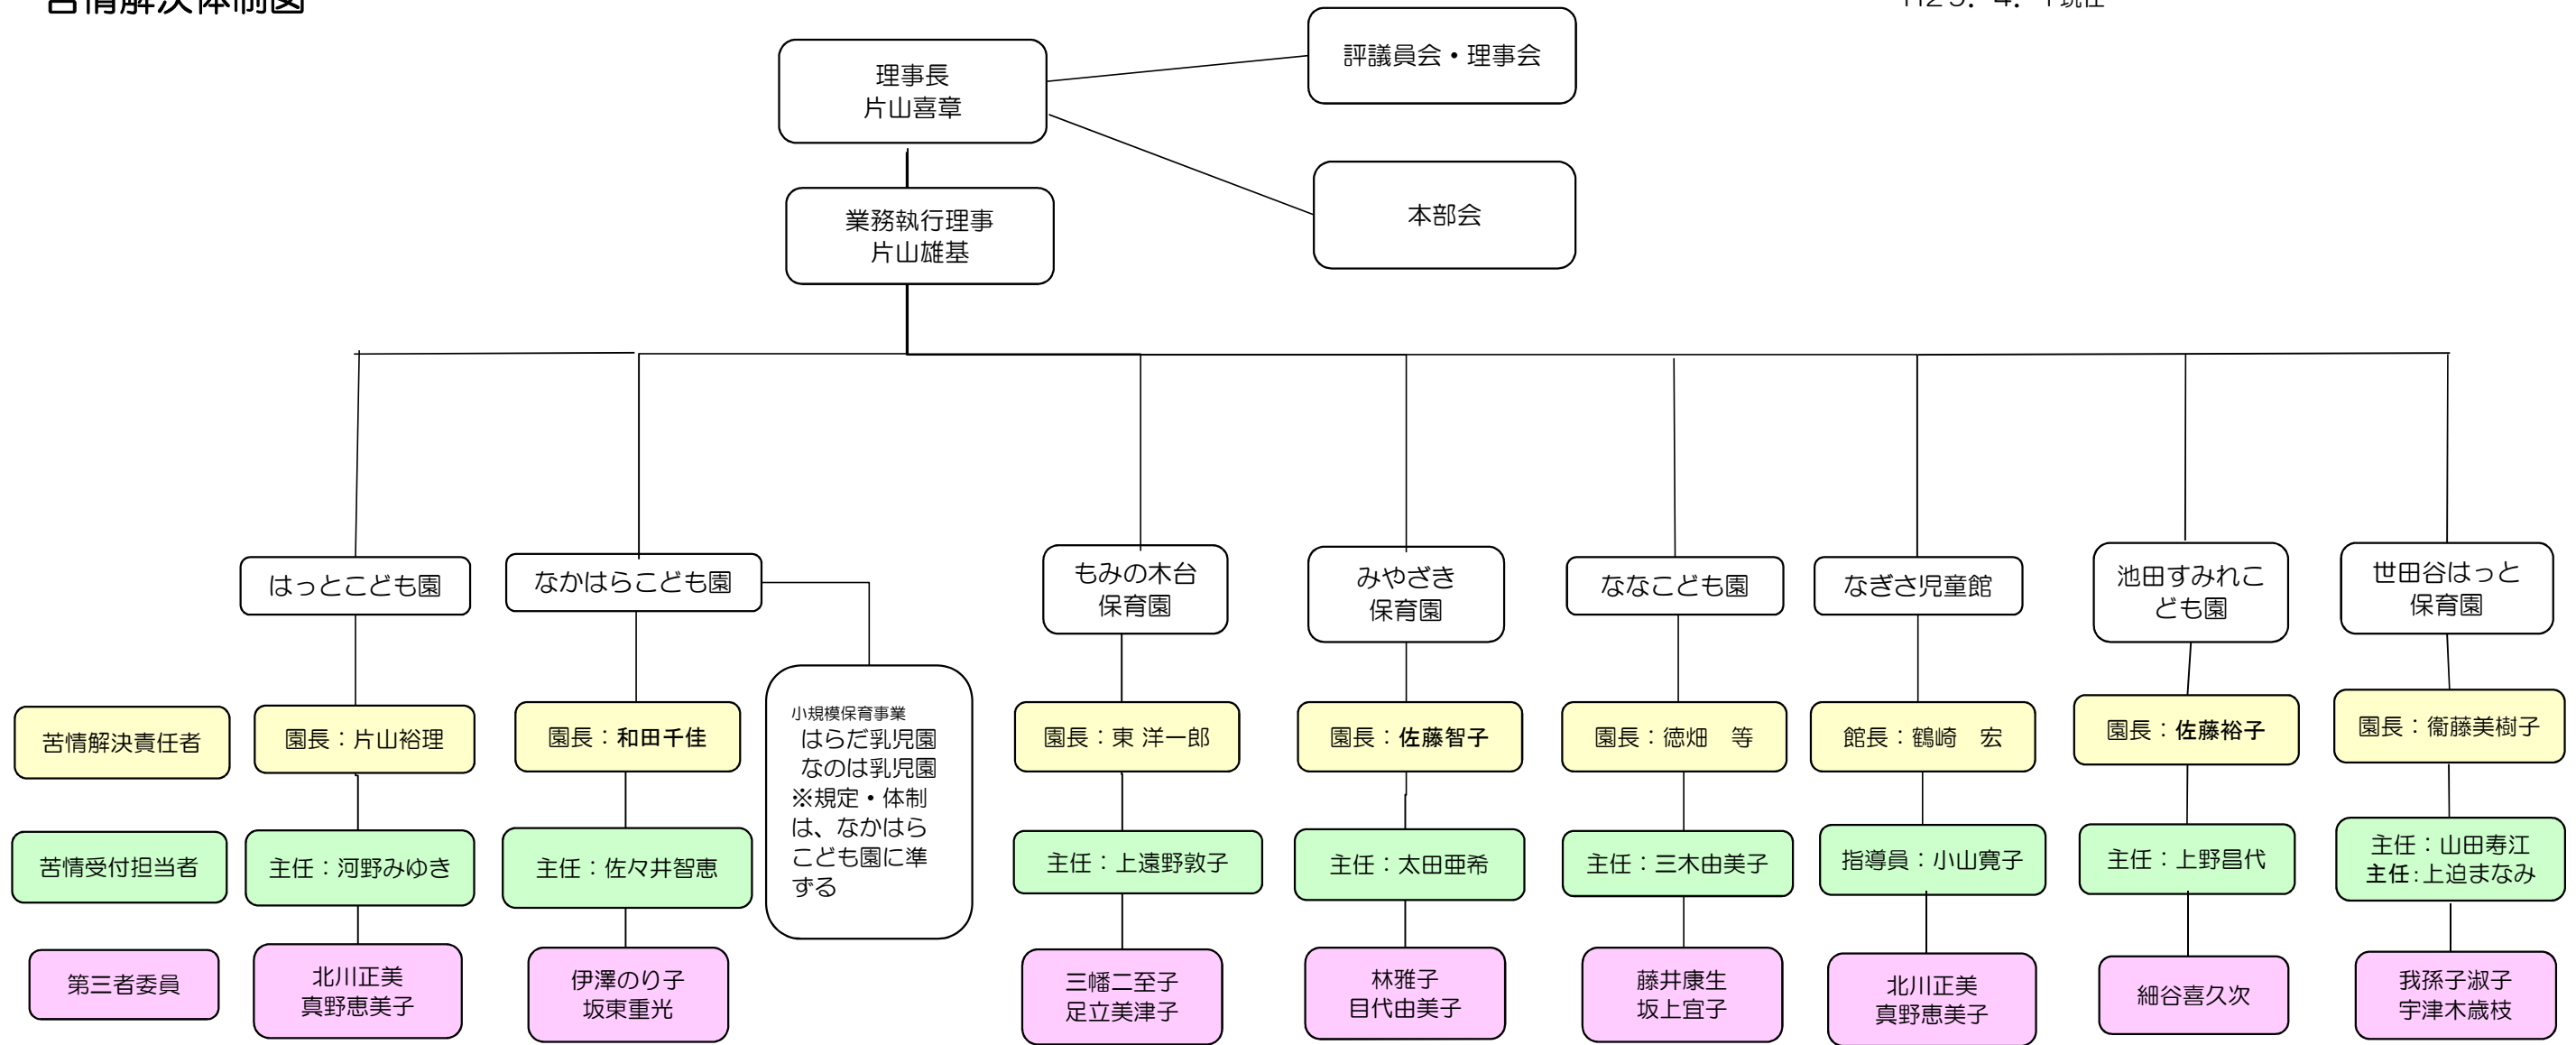 苦情解決体制図
H29. 4. 1現在
理事長
片山喜章
評議員会・理事会
業務執行理事
片山雄基
本部会
はっとこども園
なかはらこども園
もみの木台
保育園
みやざき
保育園
ななこども園
なぎさ児童館
池田すみれこ
ども園
世田谷はっと
保育園
小規模保育事業
はらだ乳児園
なのは乳児園
※規定・体制
は、なかはら
こども園に準
ずる
苦情解決責任者
園長：片山裕理
園長：和田千佳
園長：東 洋一郎
園長：佐藤智子
園長：徳畑　等
館長：鶴崎　宏
園長：佐藤裕子
園長：衞藤美樹子
苦情受付担当者
主任：河野みゆき
主任：佐々井智恵
主任：上遠野敦子
主任：太田亜希
主任：三木由美子
指導員：小山寛子
主任：上野昌代
主任：山田寿江
主任：上迫まなみ
第三者委員
北川正美
真野恵美子
伊澤のり子
坂東重光
三幡二至子
足立美津子
林雅子
目代由美子
藤井康生
坂上宜子
北川正美
真野恵美子
細谷喜久次
我孫子淑子
宇津木歳枝